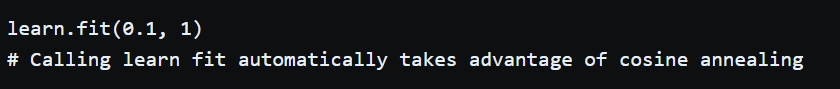 learn.fit(0.1, 1)
# Calling learn fit automatically takes advantage of cosine annealing